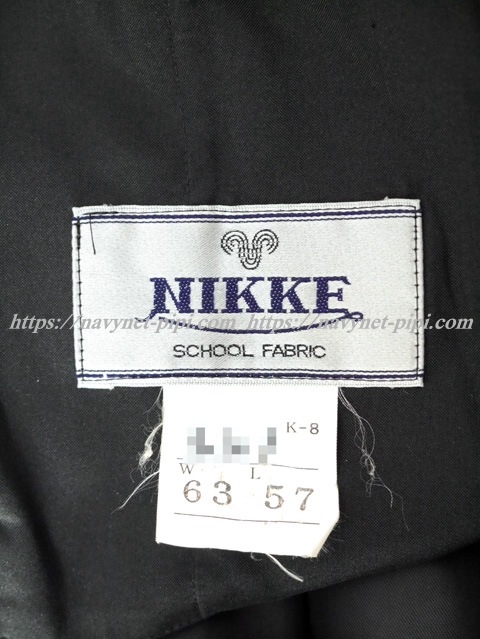 NIKKE
https://navynet-pipi.com https://navynet-pipi.com
SCHOOL FABRIC
K-8
W L
63 57